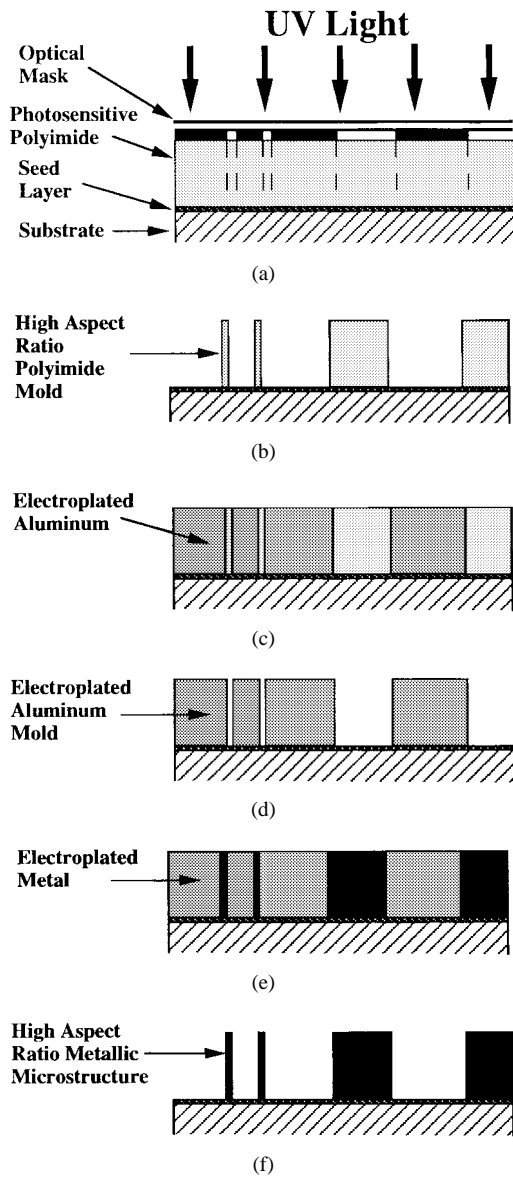 UV Light
Optical
Mask
Photosensitive
Polyimide
Seed
Layer
Substrate
(a)
High Aspect
Ratio
Polyimide
Mold
(b)
Electroplated
Aluminum
(c)
Electroplated
Aluminum
Mold
(d)
Electroplated
Metal
(e)
High Aspect
Ratio Metallic
Microstructure
(f)